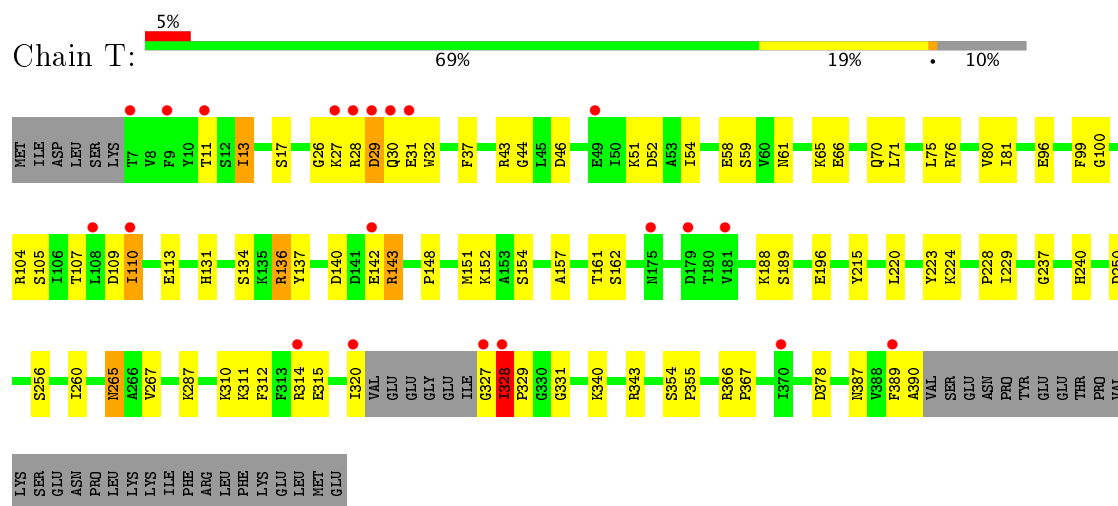 5%
Chain T:
69% 19% • 10%
MET ILE ASP LEU SER LYS T7 V8 F9 Y10 T11 S12 I13 S17 G26 K27 R28 D29 Q30 E31 W32 F37 R43 G44 L45 D46 E49 I50 K51 D52 A53 I54 E58 S59 V60 N61 K65 E66 Q70 L71 L75 R76 V80 I81 E96 F99 G100
R104 S105 I106 T107 L108 D109 I110 E113 H131 S134 K135 R136 Y137 D140 D141 E142 R143 P148 M151 K152 A153 S154 A157 T161 S162 N175 D179 T180 V181 K188 S189 E196 Y215 L220 Y223 K224 P228 I229 G237 H240 D250
S256 I260 N265 A266 V267 K287 K310 K311 F312 F313 R314 E315 I320 VAL GLU GLU GLY GLU ILE G327 I328 P329 G330 G331 K340 R343 S354 P355 R366 P367 I370 D378 N387 V388 F389 A390 VAL SER GLU ASN PRO TYR GLU GLU THR PRO VAL
LYS SER GLU ASN PRO LEU LYS LYS ILE PHE ARG LEU PHE LYS GLU LEU MET GLU